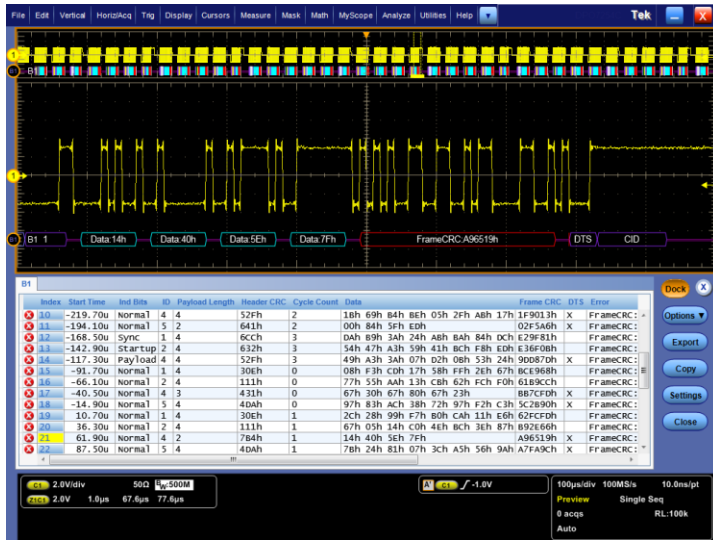 File Edit Vertical Horiz/Acq Trig Display Cursors Measure Mask Math MyScope Analyze Utilities Help Tek X
1
B1 B1
1
B1 B1 1 Data:14h Data:40h Data:5Eh Data:7Fh FrameCRC:A96519h DTS CID
B1 Dock X
Index Start Time Ind Bits ID Payload Length Header CRC Cycle Count Data Frame CRC DTS Error
10 -219.70u Normal 4 4 52Fh 2 1Bh 69h B4h BEh 05h 2Fh ABh 17h 1F9013h X FrameCRC:
11 -194.10u Normal 5 2 641h 2 00h 84h 5Fh EDh 02F5A6h X FrameCRC:
12 -168.50u Sync 1 4 6CCh 3 DAh B9h 3Ah 24h ABh BAh 84h DCh E29F81h FrameCRC:
13 -142.90u Startup 2 4 632h 3 54h 47h A3h 59h 41h BCh F8h EDh E36F0Bh FrameCRC:
14 -117.30u Payload 4 4 52Fh 3 49h A3h 3Ah 07h D2h 0Bh 53h 24h 9DD87Dh X FrameCRC:
15 -91.70u Normal 1 4 30Eh 0 08h F3h CDh 17h 58h FFh 2Eh 67h BCE968h FrameCRC:
16 -66.10u Normal 2 4 111h 0 77h 55h AAh 13h CBh 62h FCh F0h 61B9CCh FrameCRC:
17 -40.50u Normal 4 3 431h 0 67h 30h 67h 80h 67h 23h BB7CFDh X FrameCRC:
18 -14.90u Normal 5 4 4DAh 0 97h 83h ACh 38h 72h 97h F2h C3h 5C2B90h X FrameCRC:
19 10.70u Normal 1 4 30Eh 1 2Ch 28h 99h F7h B0h CAh 11h E6h 62FCFDh FrameCRC:
20 36.30u Normal 2 4 111h 1 67h 05h 14h C0h 4Eh BCh 3Eh 87h B92E66h FrameCRC:
21 61.90u Normal 4 2 7B4h 1 14h 40h 5Eh 7Fh A96519h X FrameCRC:
22 87.50u Normal 5 4 4DAh 1 7Bh 24h 81h 07h 3Ch A5h 56h 9Ah A7FA9Ch X FrameCRC:
Options
Export
Copy
Settings
Close
C1 2.0V/div 50Ω BW:500M
Z1C1 2.0V 1.0µs 67.6µs 77.6µs
A' C1 -1.0V
100µs/div 100MS/s 10.0ns/pt
Preview Single Seq
0 acqs RL:100k
Auto